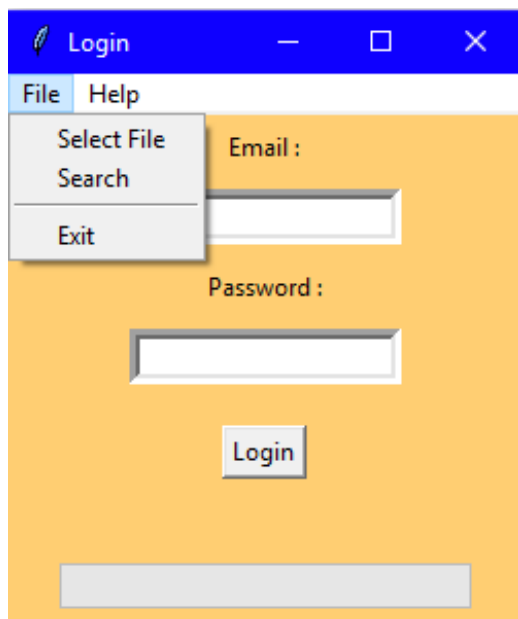 Login
File Help
Select File
Search
Exit
Email :
Password :
Login